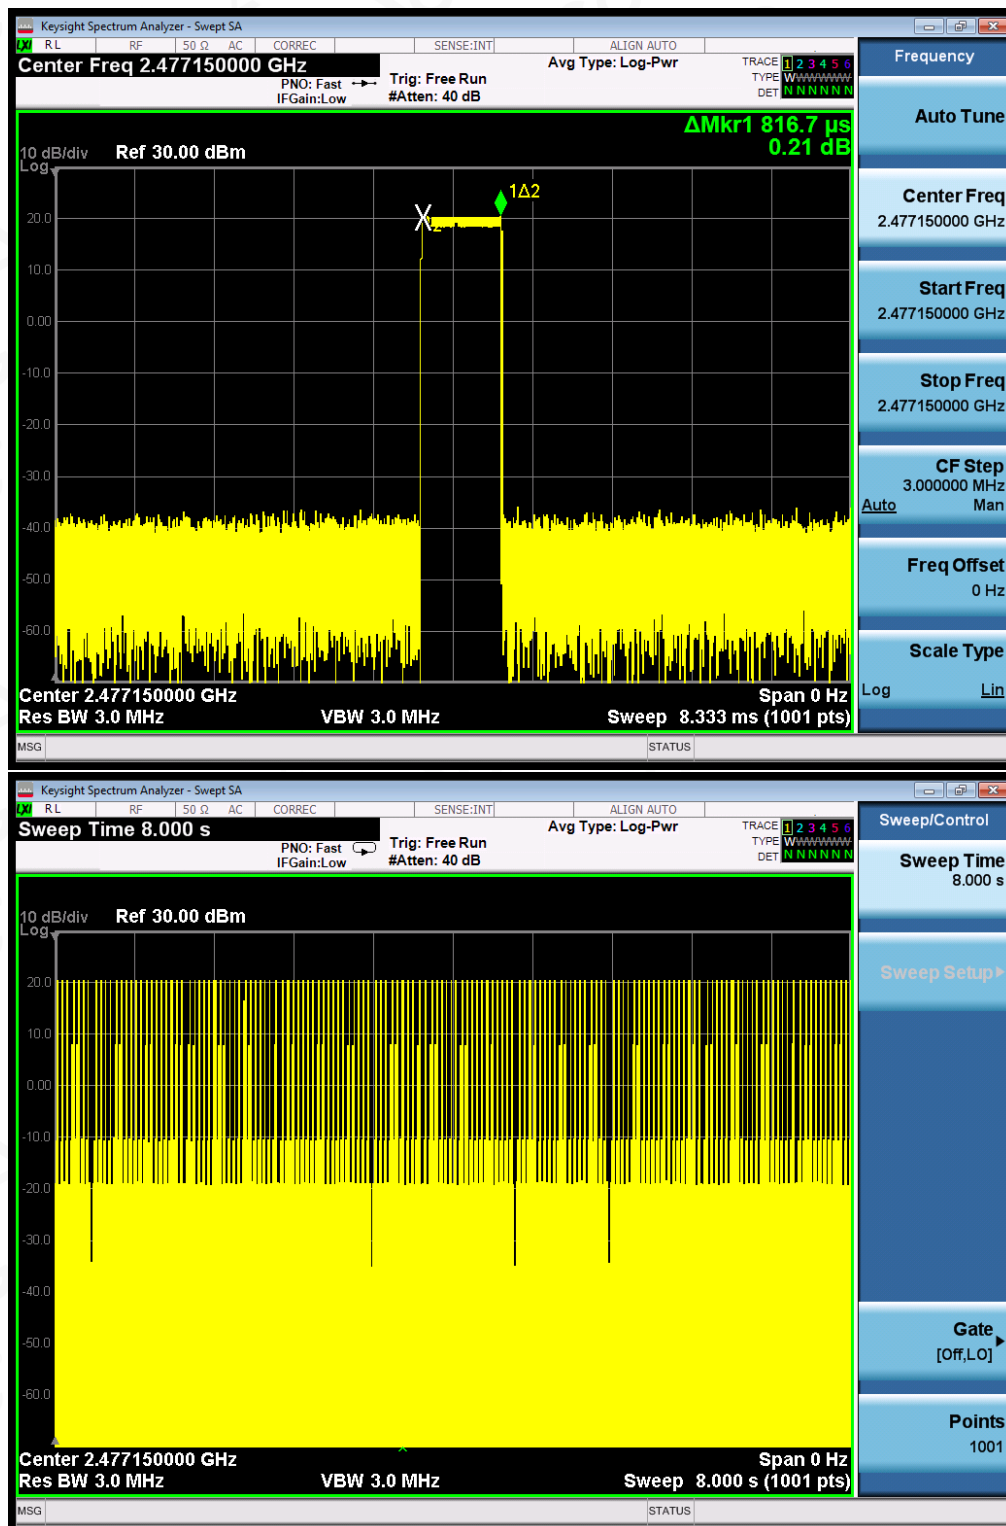 Keysight Spectrum Analyzer - Swept SA
LXI RL RF 50 Ω AC CORREC SENSE:INT ALIGN AUTO
Center Freq 2.477150000 GHz
PNO: Fast
IFGain:Low
Trig: Free Run
#Atten: 40 dB
Avg Type: Log-Pwr
TRACE 1 2 3 4 5 6
TYPE W
DET N N N N N N
ΔMkr1 816.7 µs
0.21 dB
10 dB/div Ref 30.00 dBm
Log
1Δ2
2
20.0
10.0
0.00
-10.0
-20.0
-30.0
-40.0
-50.0
-60.0
Center 2.477150000 GHz Span 0 Hz
Res BW 3.0 MHz VBW 3.0 MHz Sweep 8.333 ms (1001 pts)
MSG STATUS
Frequency
Auto Tune
Center Freq
2.477150000 GHz
Start Freq
2.477150000 GHz
Stop Freq
2.477150000 GHz
CF Step
3.000000 MHz
Auto Man
Freq Offset
0 Hz
Scale Type
Log Lin
Keysight Spectrum Analyzer - Swept SA
LXI RL RF 50 Ω AC CORREC SENSE:INT ALIGN AUTO
Sweep Time 8.000 s
PNO: Fast
IFGain:Low
Trig: Free Run
#Atten: 40 dB
Avg Type: Log-Pwr
TRACE 1 2 3 4 5 6
TYPE W
DET N N N N N N
10 dB/div Ref 30.00 dBm
Log
20.0
10.0
0.00
-10.0
-20.0
-30.0
-40.0
-50.0
-60.0
Center 2.477150000 GHz Span 0 Hz
Res BW 3.0 MHz VBW 3.0 MHz Sweep 8.000 s (1001 pts)
MSG STATUS
Sweep/Control
Sweep Time
8.000 s
Sweep Setup
Gate
[Off,LO]
Points
1001